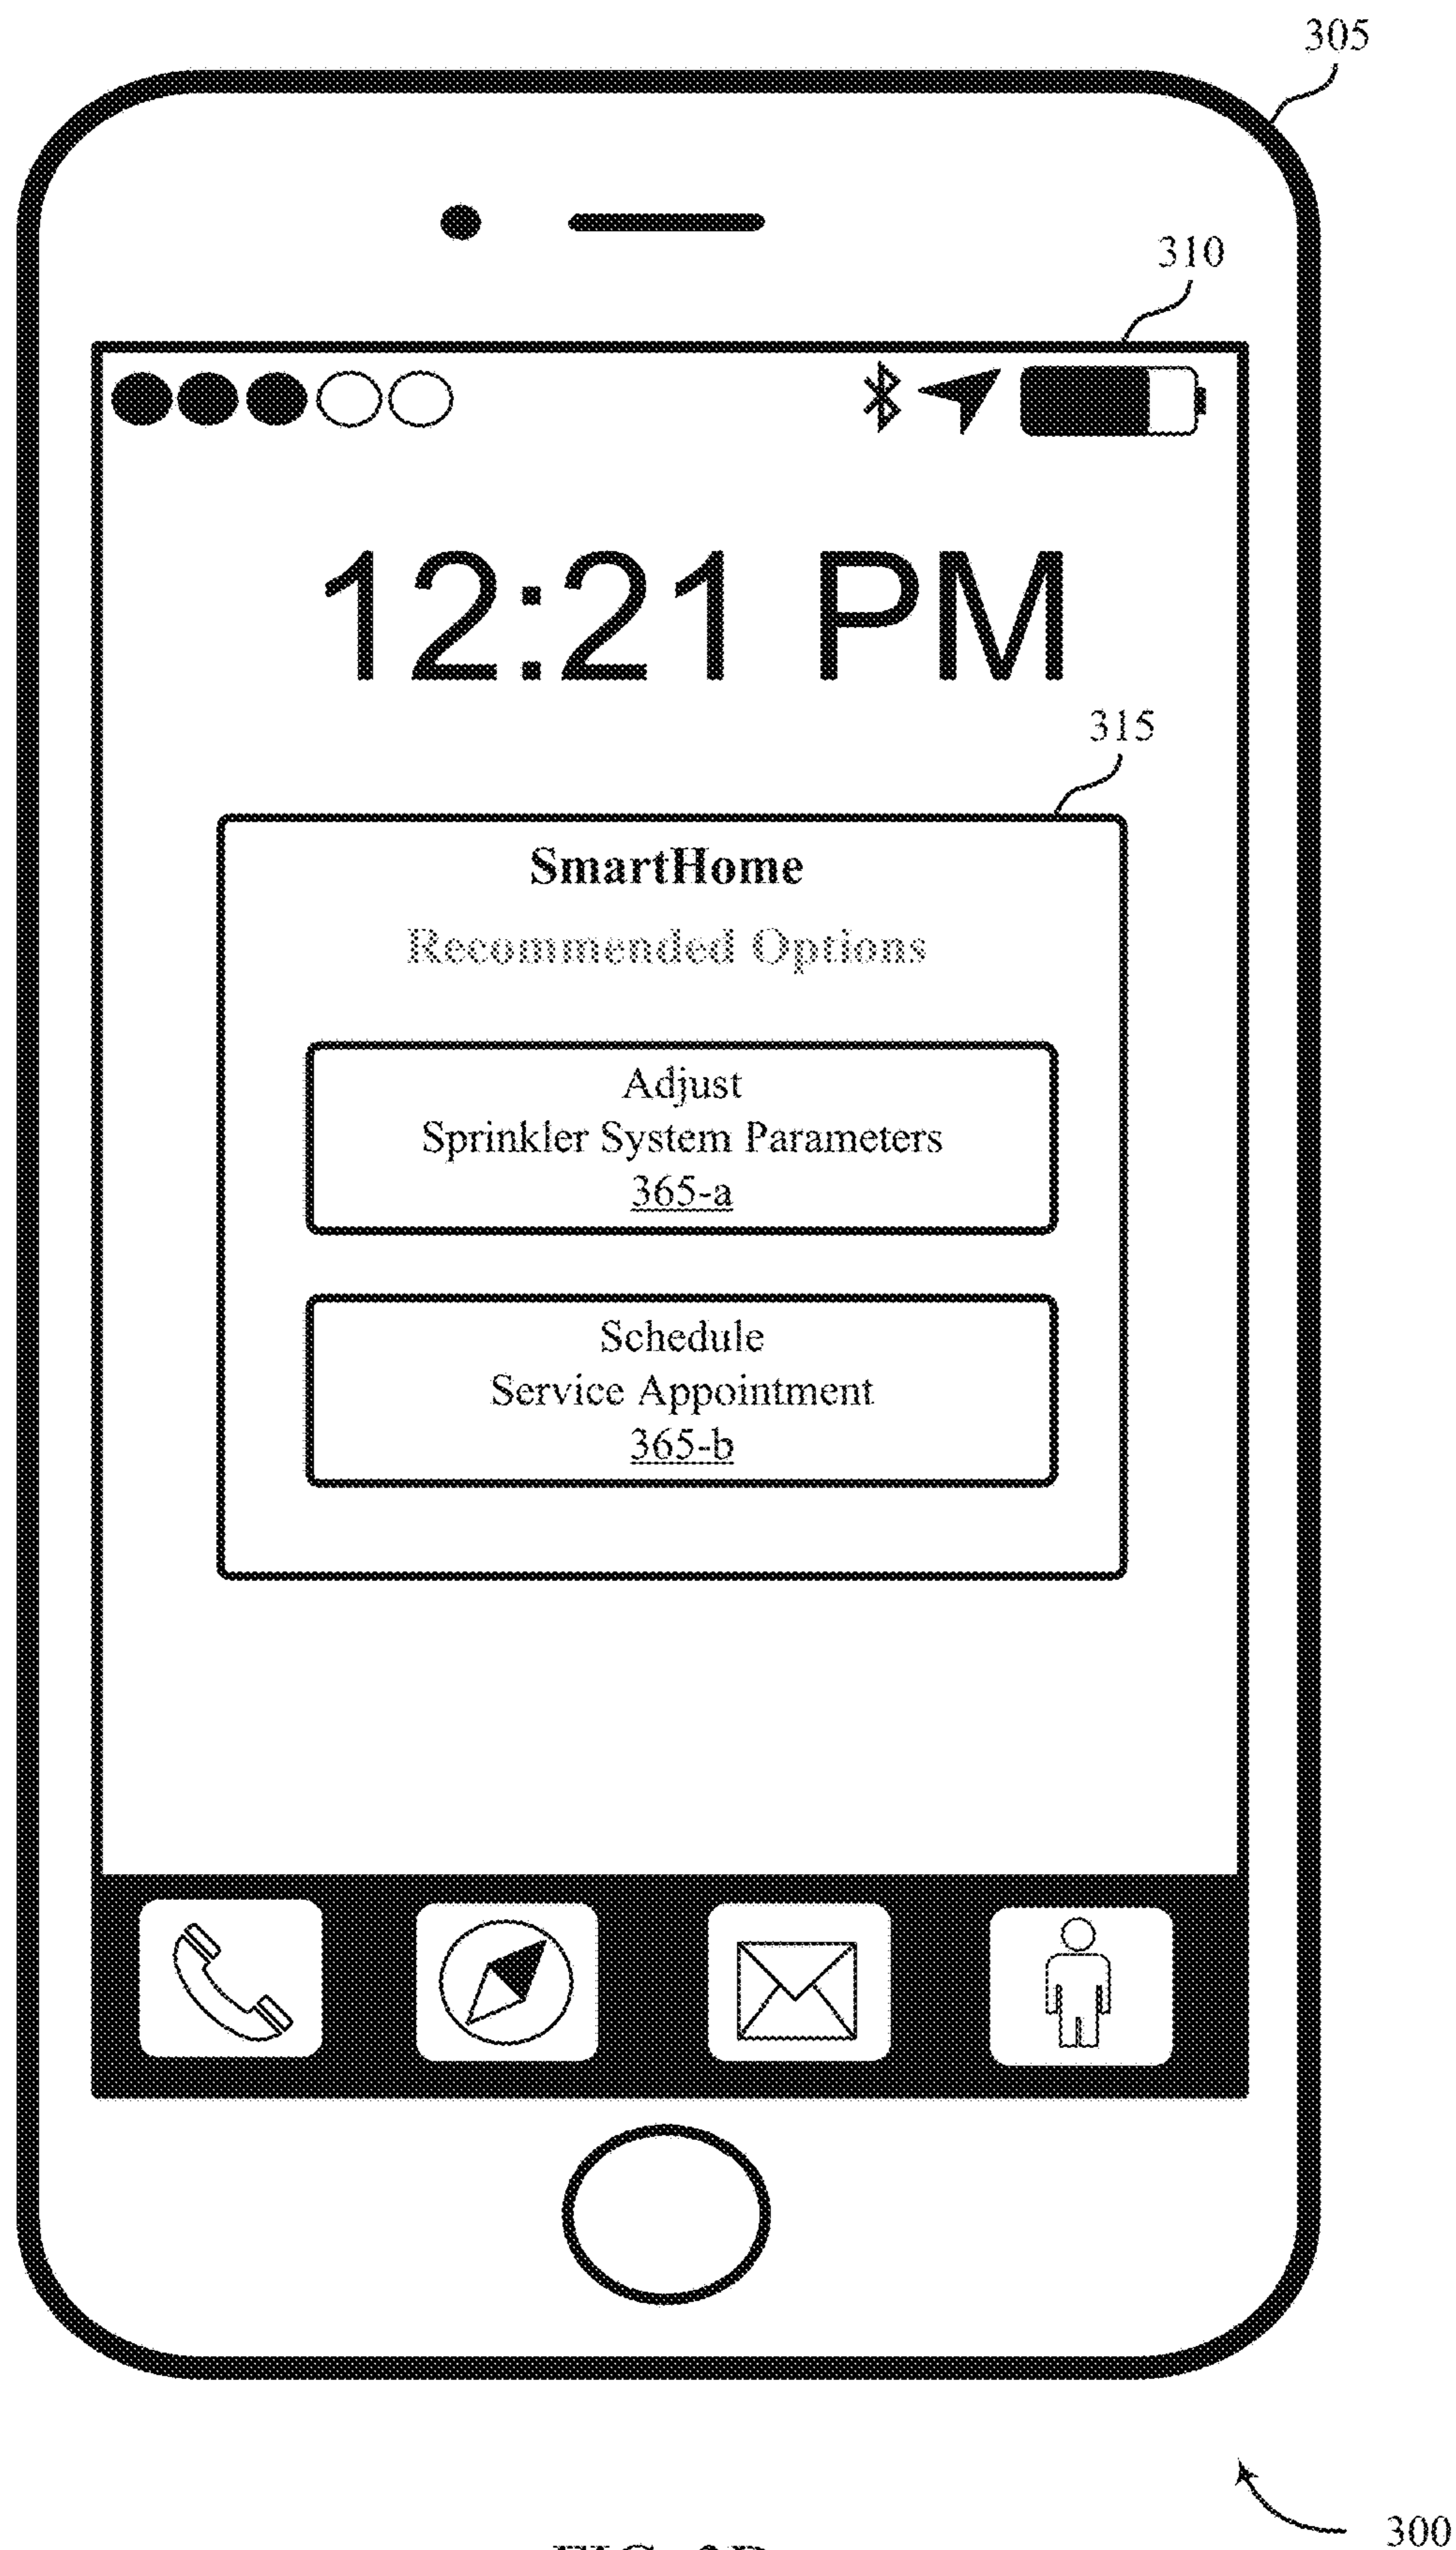 305
310
12:21 PM
315
SmartHome
Recommended Options
Adjust
Sprinkler System Parameters
365-a
Schedule
Service Appointment
365-b
300